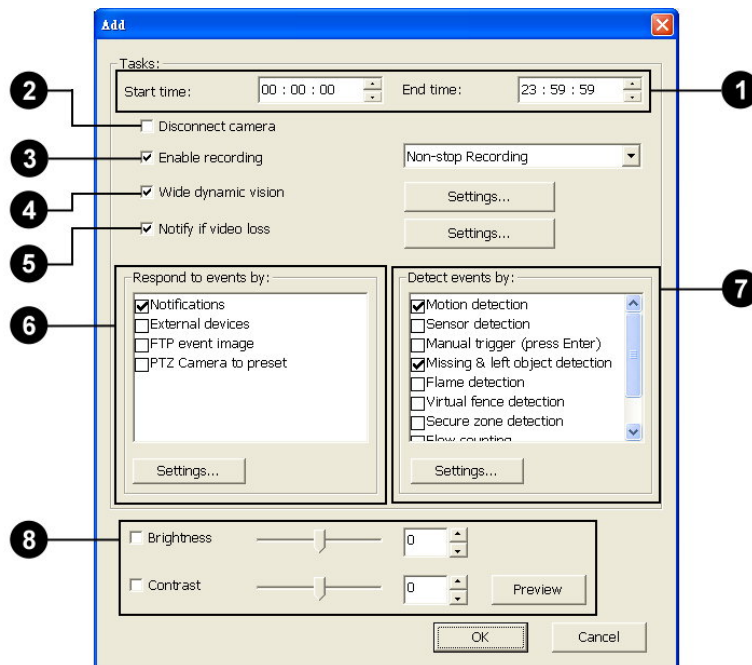 Add
Tasks:
Start time: 00 : 00 : 00 End time: 23 : 59 : 59 1
2 Disconnect camera
3 Enable recording Non-stop Recording
4 Wide dynamic vision Settings...
5 Notify if video loss Settings...
6 Respond to events by:
Notifications
External devices
FTP event image
PTZ Camera to preset
Settings...
Detect events by: 7
Motion detection
Sensor detection
Manual trigger (press Enter)
Missing & left object detection
Flame detection
Virtual fence detection
Secure zone detection
Flow counting
Settings...
8 Brightness 0
Contrast 0 Preview
OK Cancel